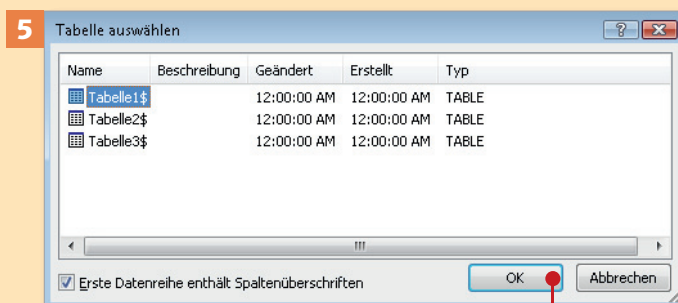 5
Tabelle auswählen
Name Beschreibung Geändert Erstellt Typ
Tabelle1$ 12:00:00 AM 12:00:00 AM TABLE
Tabelle2$ 12:00:00 AM 12:00:00 AM TABLE
Tabelle3$ 12:00:00 AM 12:00:00 AM TABLE
Erste Datenreihe enthält Spaltenüberschriften OK Abbrechen